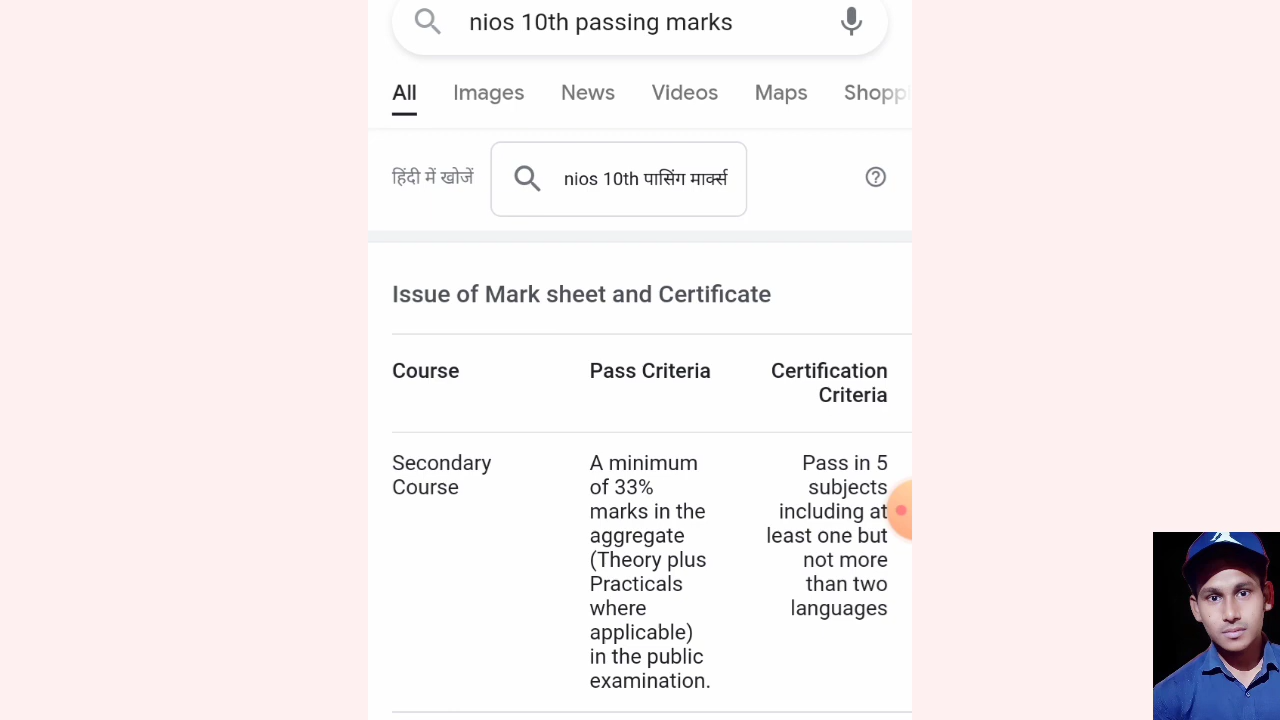 nios 10th passing marks
All Images News Videos Maps Shopp
हिंदी में खोजें nios 10th पासिंग मार्क्स
Issue of Mark sheet and Certificate
Course Pass Criteria Certification
Criteria
Secondary A minimum Pass in 5
Course of 33% subjects
marks in the including at
aggregate least one but
(Theory plus not more
Practicals than two
where languages
applicable)
in the public
examination.